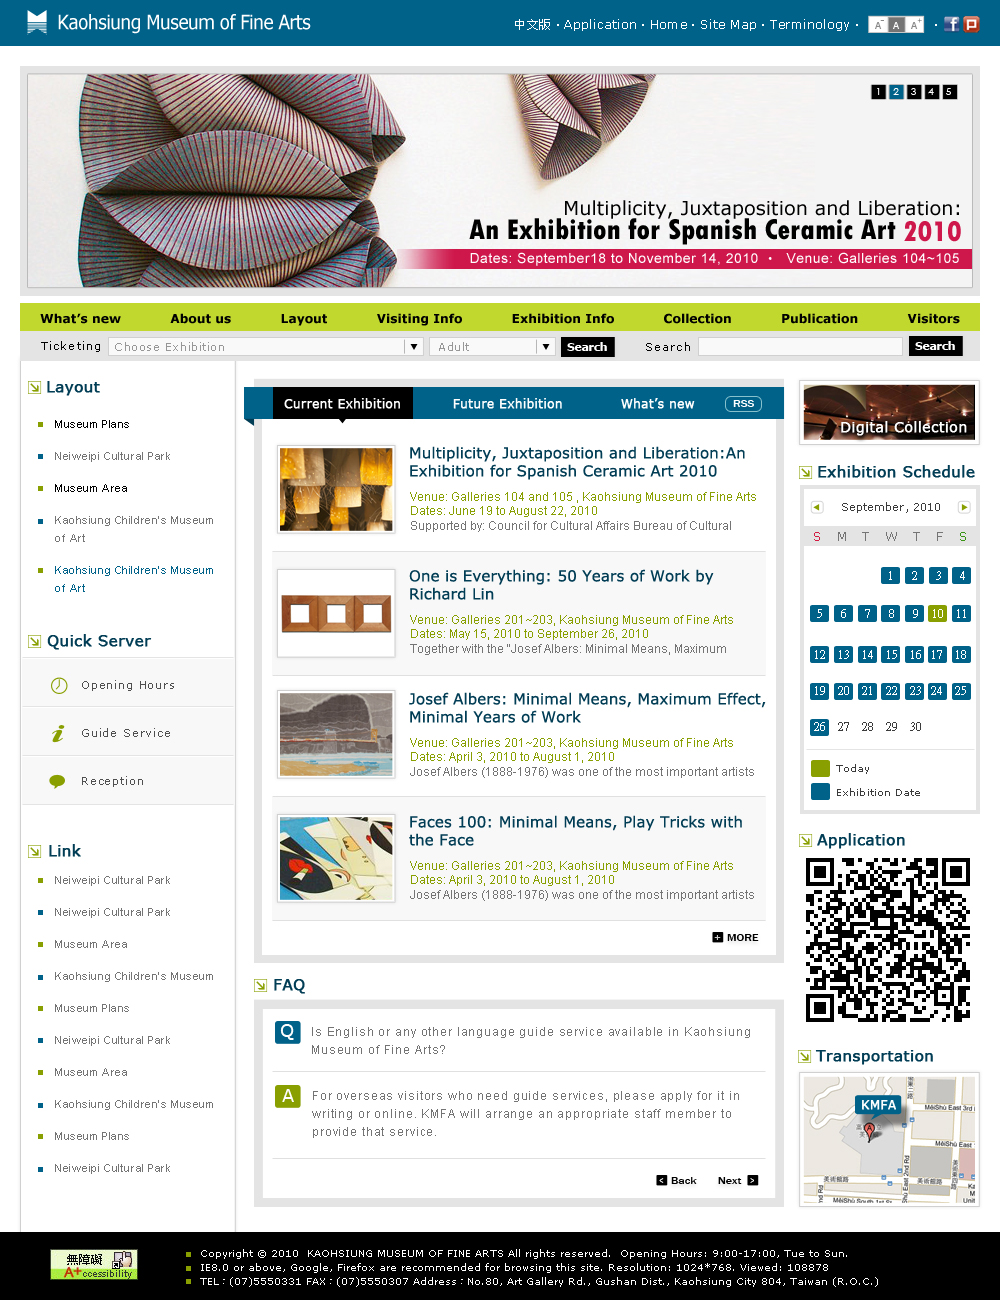 Kaohsiung Museum of Fine Arts
中文版 · Application · Home · Site Map · Terminology ·
A- A A+
1 2 3 4 5
Multiplicity, Juxtaposition and Liberation:
An Exhibition for Spanish Ceramic Art 2010
Dates: September18 to November 14, 2010 · Venue: Galleries 104~105
What's new About us Layout Visiting Info Exhibition Info Collection Publication Visitors
Ticketing Choose Exhibition Adult Search Search Search
Layout
Museum Plans
Neiweipi Cultural Park
Museum Area
Kaohsiung Children's Museum
of Art
Kaohsiung Children's Museum
of Art
Quick Server
Opening Hours
Guide Service
Reception
Link
Neiweipi Cultural Park
Neiweipi Cultural Park
Museum Area
Kaohsiung Children's Museum
Museum Plans
Neiweipi Cultural Park
Museum Area
Kaohsiung Children's Museum
Museum Plans
Neiweipi Cultural Park
Current Exhibition Future Exhibition What's new RSS
Multiplicity, Juxtaposition and Liberation:An
Exhibition for Spanish Ceramic Art 2010
Venue: Galleries 104 and 105 , Kaohsiung Museum of Fine Arts
Dates: June 19 to August 22, 2010
Supported by: Council for Cultural Affairs Bureau of Cultural
One is Everything: 50 Years of Work by
Richard Lin
Venue: Galleries 201~203, Kaohsiung Museum of Fine Arts
Dates: May 15, 2010 to September 26, 2010
Together with the "Josef Albers: Minimal Means, Maximum
Josef Albers: Minimal Means, Maximum Effect,
Minimal Years of Work
Venue: Galleries 201~203, Kaohsiung Museum of Fine Arts
Dates: April 3, 2010 to August 1, 2010
Josef Albers (1888-1976) was one of the most important artists
Faces 100: Minimal Means, Play Tricks with
the Face
Venue: Galleries 201~203, Kaohsiung Museum of Fine Arts
Dates: April 3, 2010 to August 1, 2010
Josef Albers (1888-1976) was one of the most important artists
MORE
FAQ
Q Is English or any other language guide service available in Kaohsiung
Museum of Fine Arts?
A For overseas visitors who need guide services, please apply for it in
writing or online. KMFA will arrange an appropriate staff member to
provide that service.
Back Next
Digital Collection
Exhibition Schedule
September, 2010
S M T W T F S
1 2 3 4
5 6 7 8 9 10 11
12 13 14 15 16 17 18
19 20 21 22 23 24 25
26 27 28 29 30
Today
Exhibition Date
Application
Transportation
KMFA
A
MéiShù East 3rd
MéiShù East
MéiShù East 2nd Rd
美術館路
美術館路
MéiShù South 1st St
無障礙
A+ccessibility
Copyright © 2010 KAOHSIUNG MUSEUM OF FINE ARTS All rights reserved. Opening Hours: 9:00-17:00, Tue to Sun.
IE8.0 or above, Google, Firefox are recommended for browsing this site. Resolution: 1024*768. Viewed: 108878
TEL:(07)5550331 FAX:(07)5550307 Address:No.80, Art Gallery Rd., Gushan Dist., Kaohsiung City 804, Taiwan (R.O.C.)